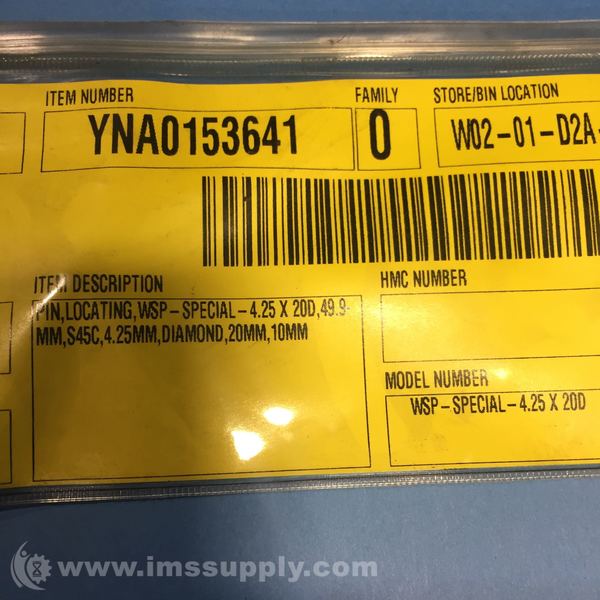 ITEM NUMBER
FAMILY
STORE/BIN LOCATION
YNA0153641
0
W02-01-D2A-
ITEM DESCRIPTION
HMC NUMBER
PIN,LOCATING,WSP-SPECIAL-4.25 X 20D,49.9-
MM,S45C,4.25MM,DIAMOND,20MM,10MM
MODEL NUMBER
WSP-SPECIAL-4.25 X 20D
www.imssupply.com